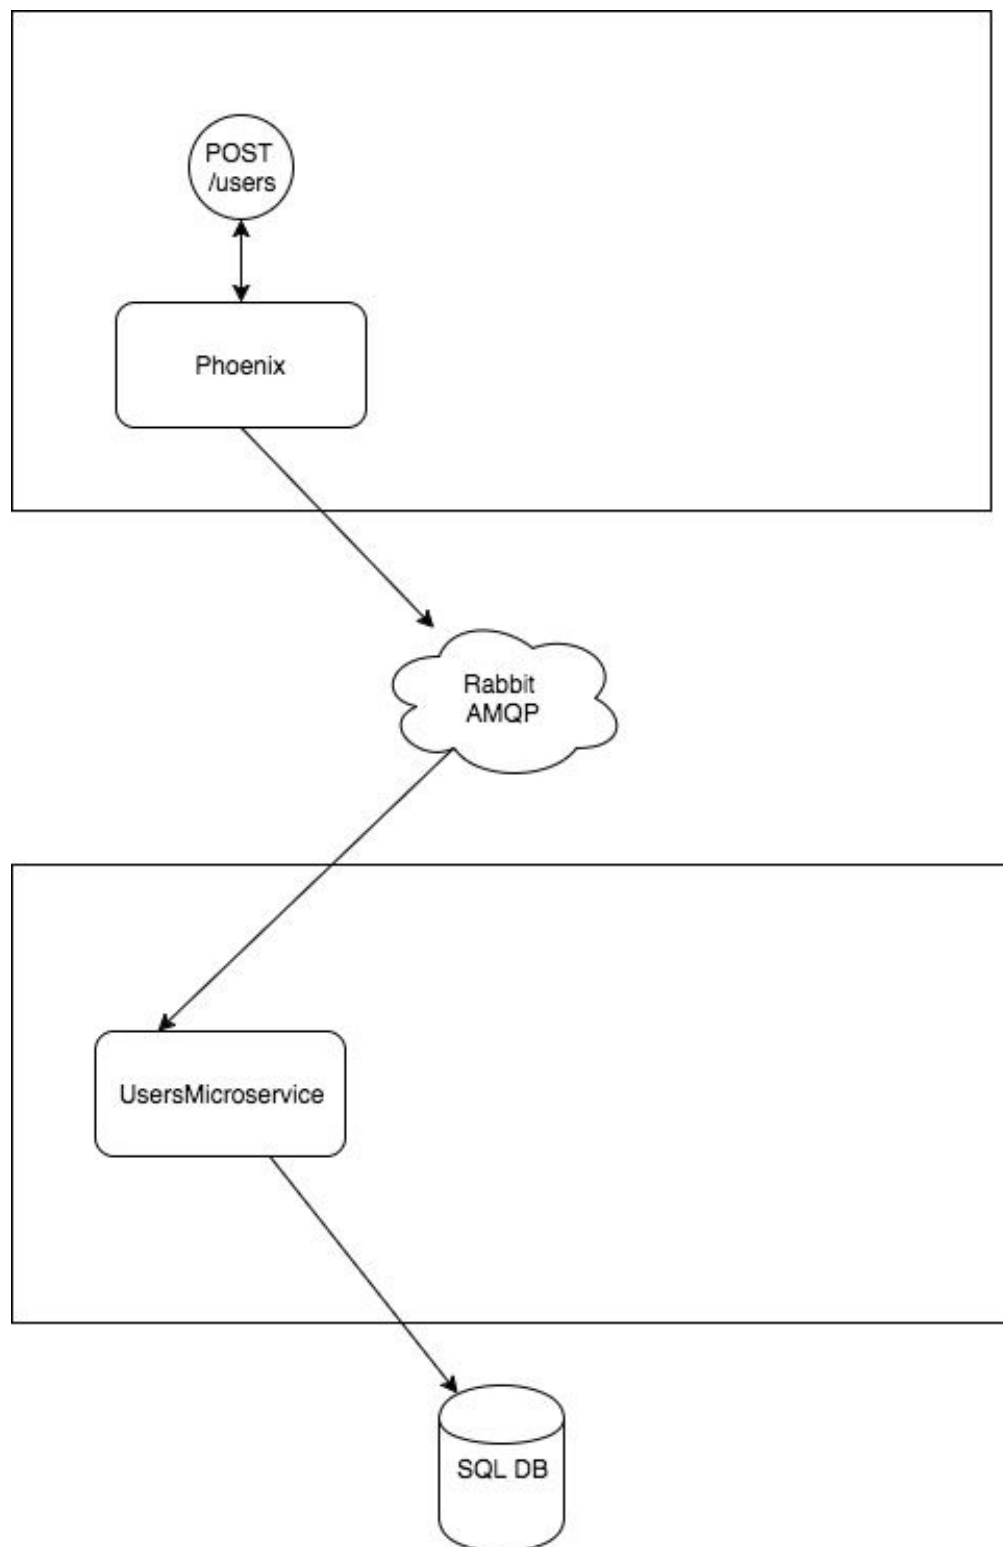 POST
/users
Phoenix
Rabbit
AMQP
UsersMicroservice
SQL DB